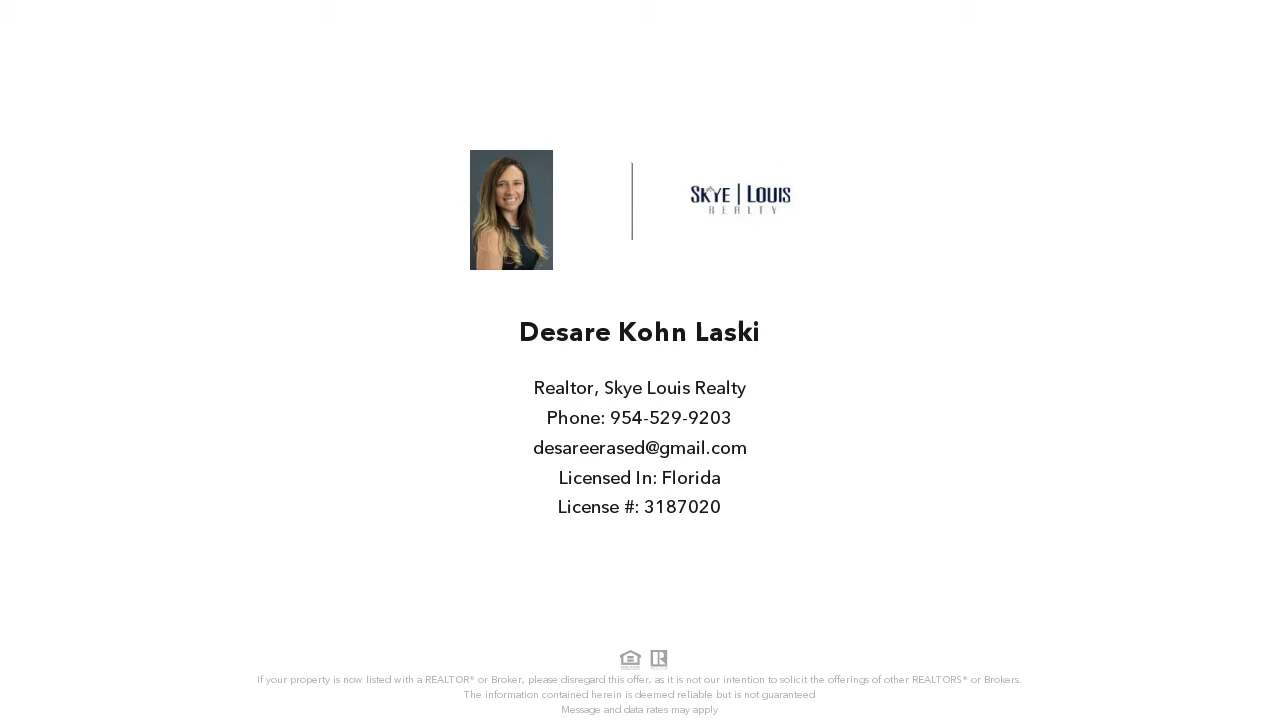 SKYE | LOUIS
REALTY
Desare Kohn Laski
Realtor, Skye Louis Realty
Phone: 954-529-9203
desareerased@gmail.com
Licensed In: Florida
License #: 3187020
If your property is now listed with a REALTOR® or Broker, please disregard this offer, as it is not our intention to solicit the offerings of other REALTORS® or Brokers.
The information contained herein is deemed reliable but is not guaranteed
Message and data rates may apply